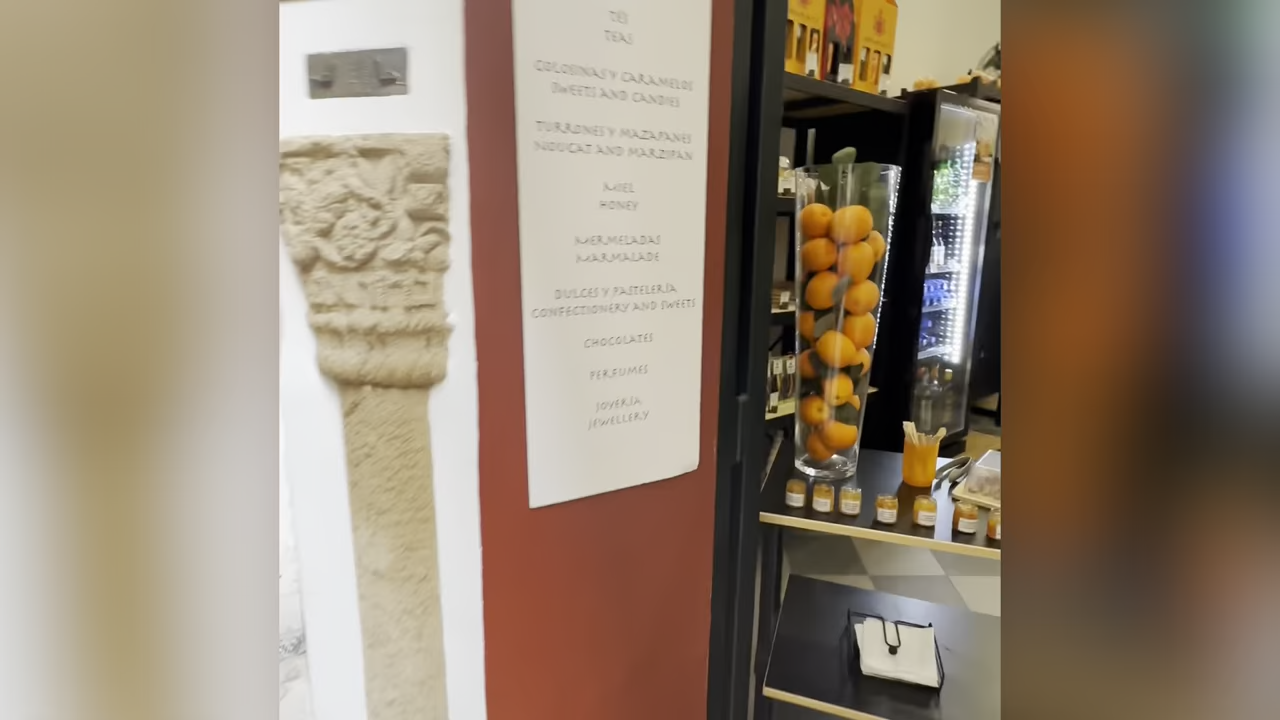 TÉS
TEAS
GOLOSINAS Y CARAMELOS
SWEETS AND CANDIES
TURRONES Y MAZAPANES
NOUGAT AND MARZIPAN
MIEL
HONEY
MERMELADAS
MARMALADE
DULCES Y PASTELERÍA
CONFECTIONERY AND SWEETS
CHOCOLATES
PERFUMES
JOYERÍA
JEWELLERY